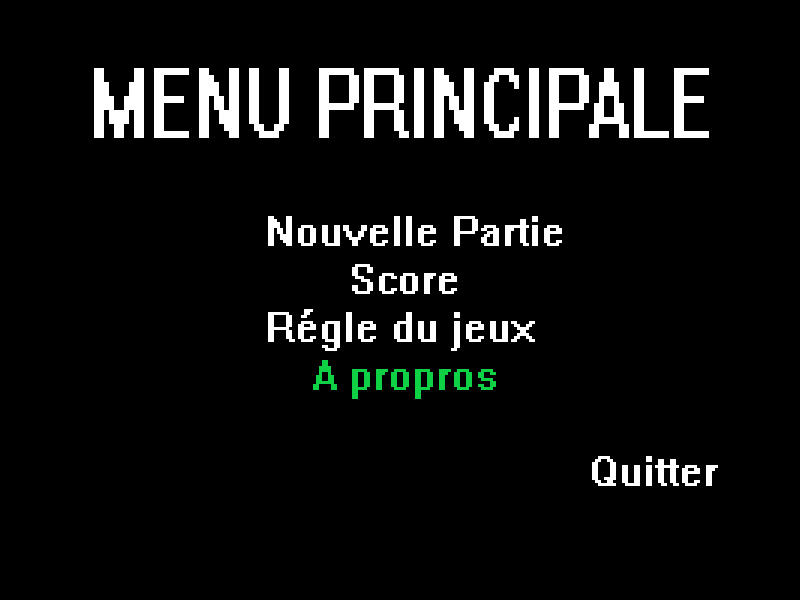 MENU PRINCIPALE
Nouvelle Partie
Score
Régle du jeux
A propros
Quitter